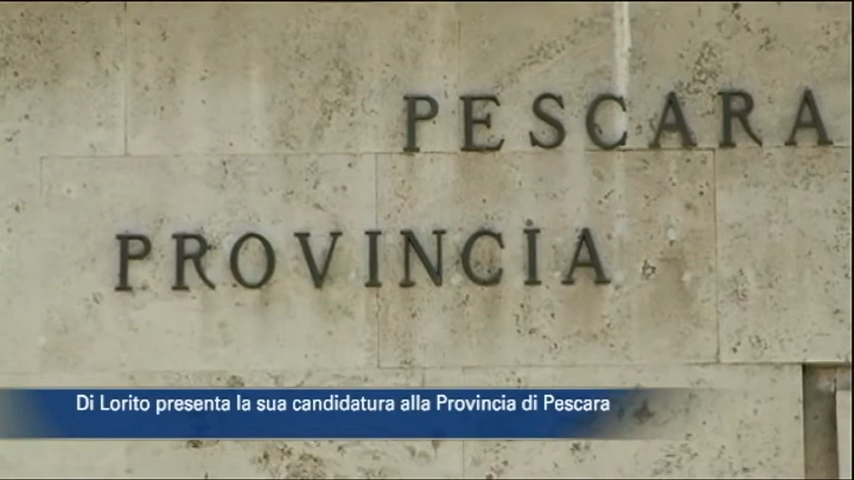 PESCARA
PROVINCIA
Di Lorito presenta la sua candidatura alla Provincia di Pescara